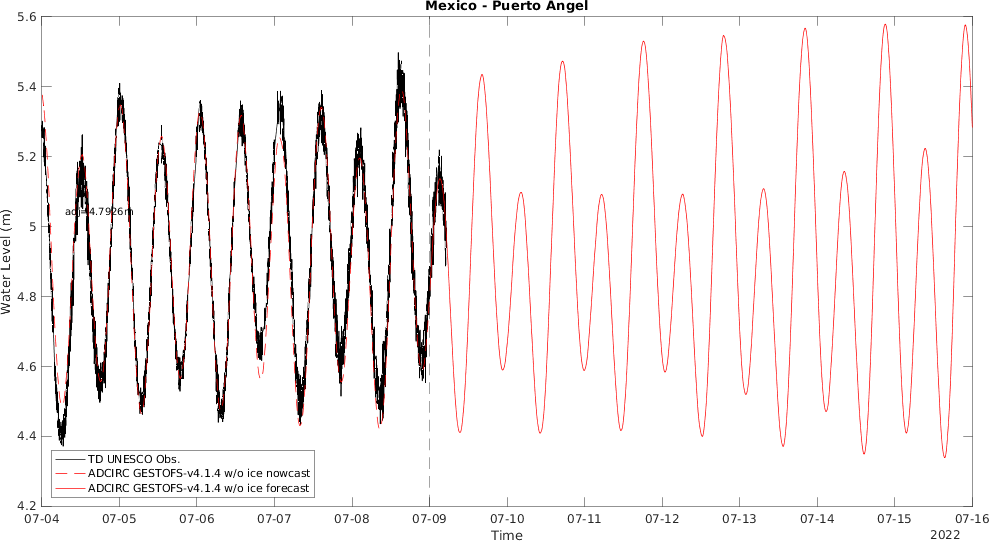 Mexico - Puerto Angel
5.6
5.4
5.2
5
4.8
4.6
4.4
4.2
Water Level (m)
adj=4.7926m
TD UNESCO Obs.
ADCIRC GESTOFS-v4.1.4 w/o ice nowcast
ADCIRC GESTOFS-v4.1.4 w/o ice forecast
07-04 07-05 07-06 07-07 07-08 07-09 07-10 07-11 07-12 07-13 07-14 07-15 07-16
Time
2022